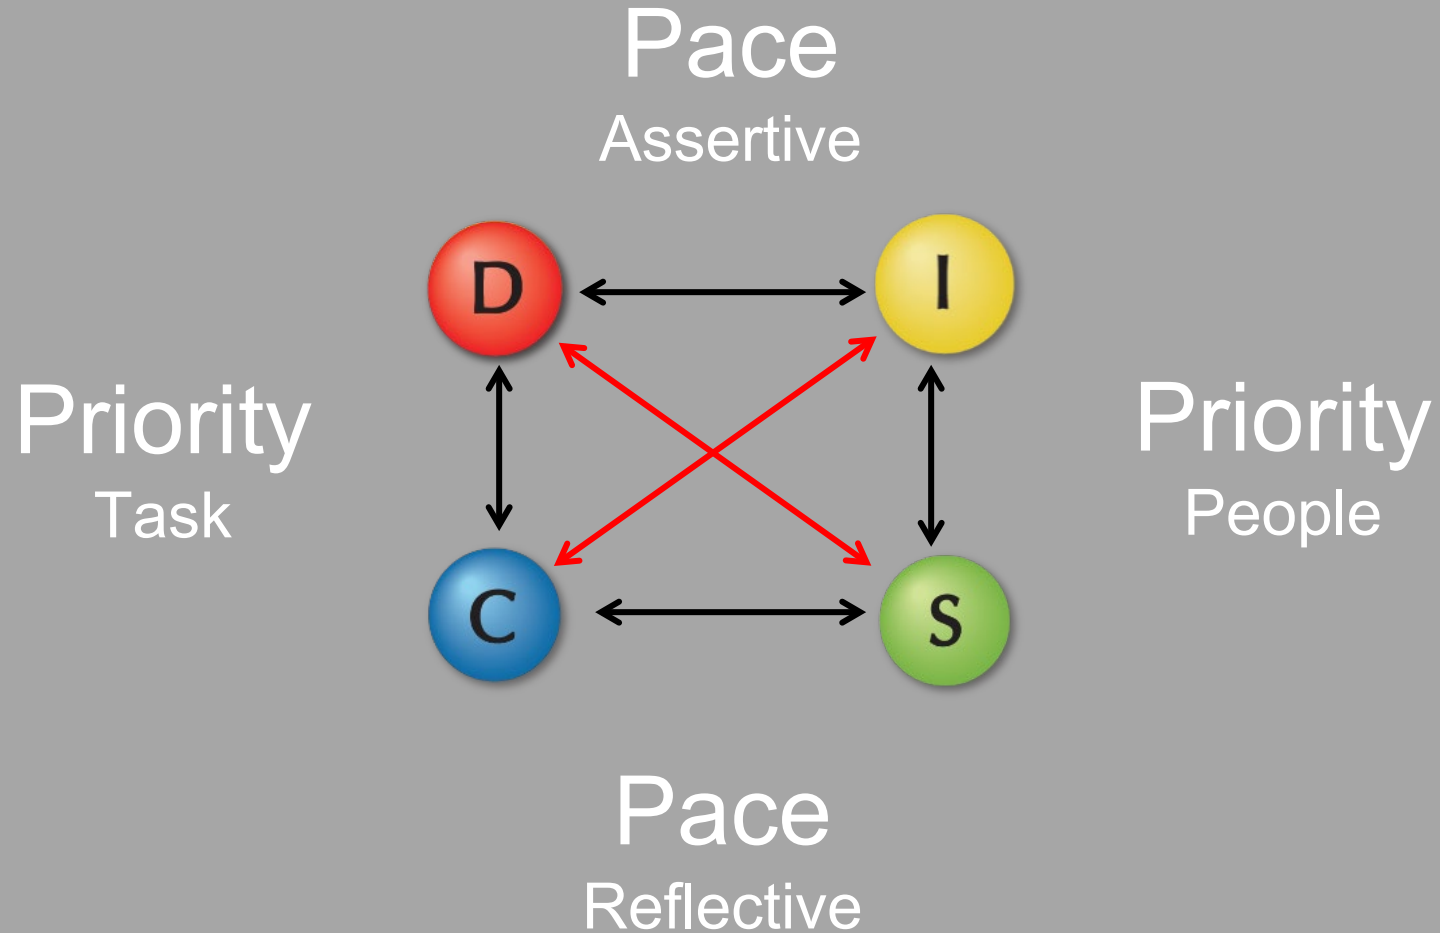 Pace
Assertive
D
I
Priority
Task
Priority
People
C
S
Pace
Reflective